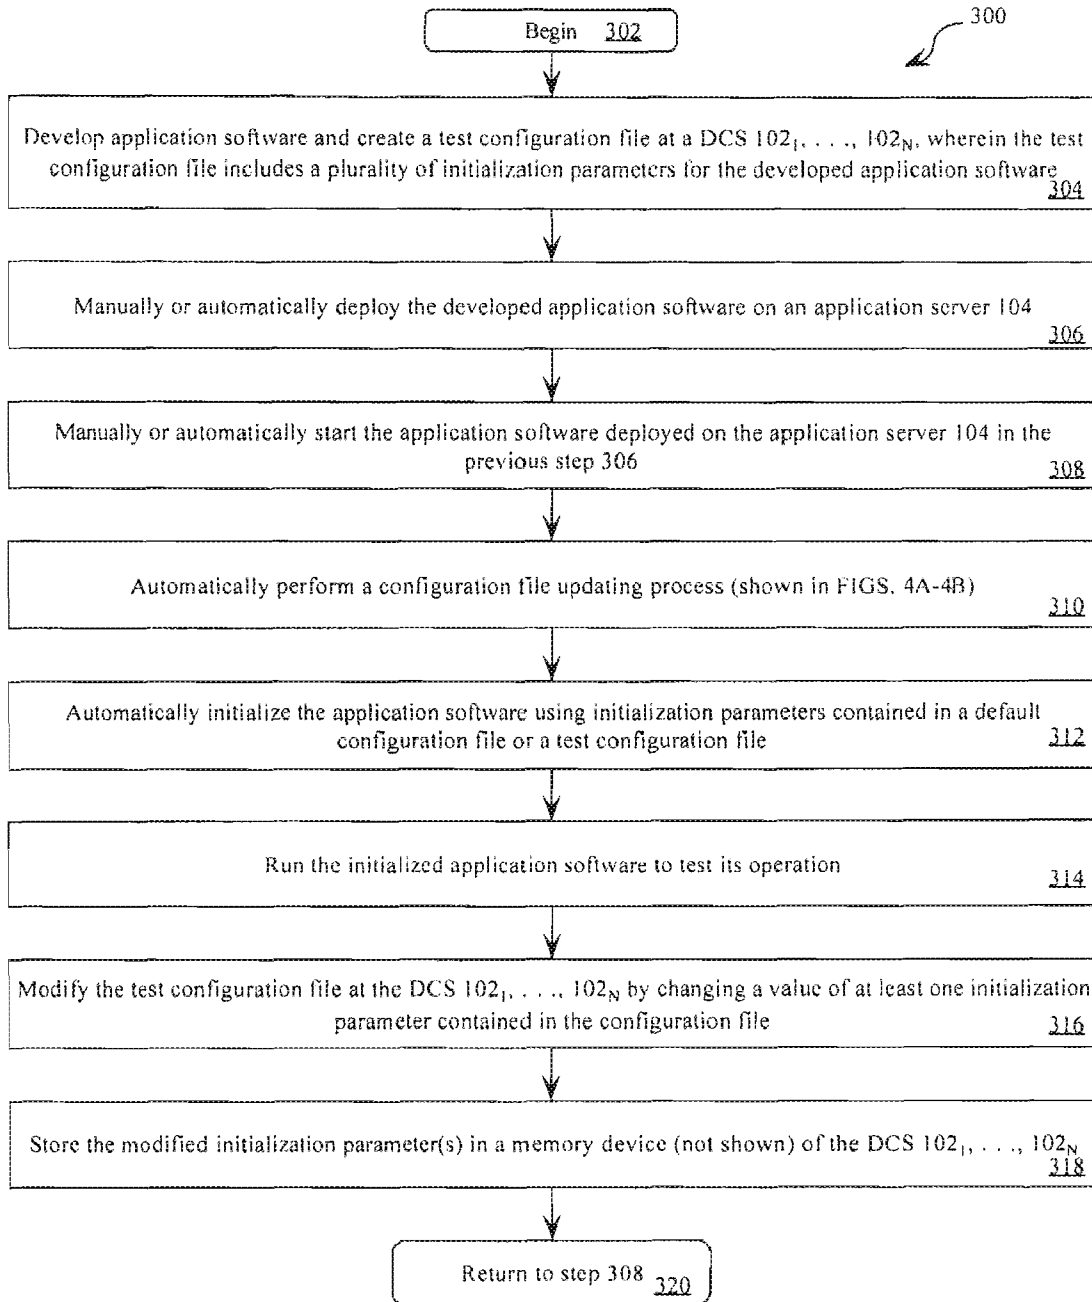 300
Begin 302
Develop application software and create a test configuration file at a DCS 102₁, . . ., 102_N, wherein the test
configuration file includes a plurality of initialization parameters for the developed application software
304
Manually or automatically deploy the developed application software on an application server 104
306
Manually or automatically start the application software deployed on the application server 104 in the
previous step 306
308
Automatically perform a configuration file updating process (shown in FIGS. 4A-4B)
310
Automatically initialize the application software using initialization parameters contained in a default
configuration file or a test configuration file
312
Run the initialized application software to test its operation
314
Modify the test configuration file at the DCS 102₁, . . ., 102_N by changing a value of at least one initialization
parameter contained in the configuration file
316
Store the modified initialization parameter(s) in a memory device (not shown) of the DCS 102₁, . . ., 102_N
318
Return to step 308 320